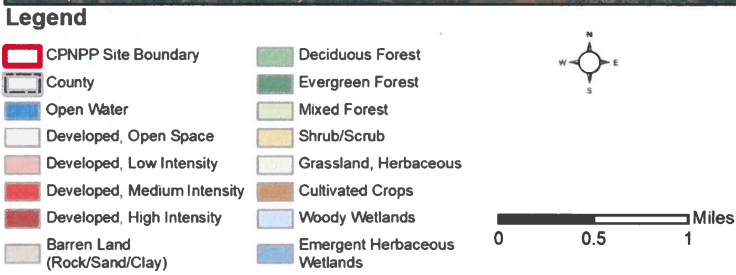 Legend
CPNPP Site Boundary
County
Open Water
Developed, Open Space
Developed, Low Intensity
Developed, Medium Intensity
Developed, High Intensity
Barren Land
(Rock/Sand/Clay)
Deciduous Forest
Evergreen Forest
Mixed Forest
Shrub/Scrub
Grassland, Herbaceous
Cultivated Crops
Woody Wetlands
Emergent Herbaceous
Wetlands
N
W E
S
Miles
0 0.5 1